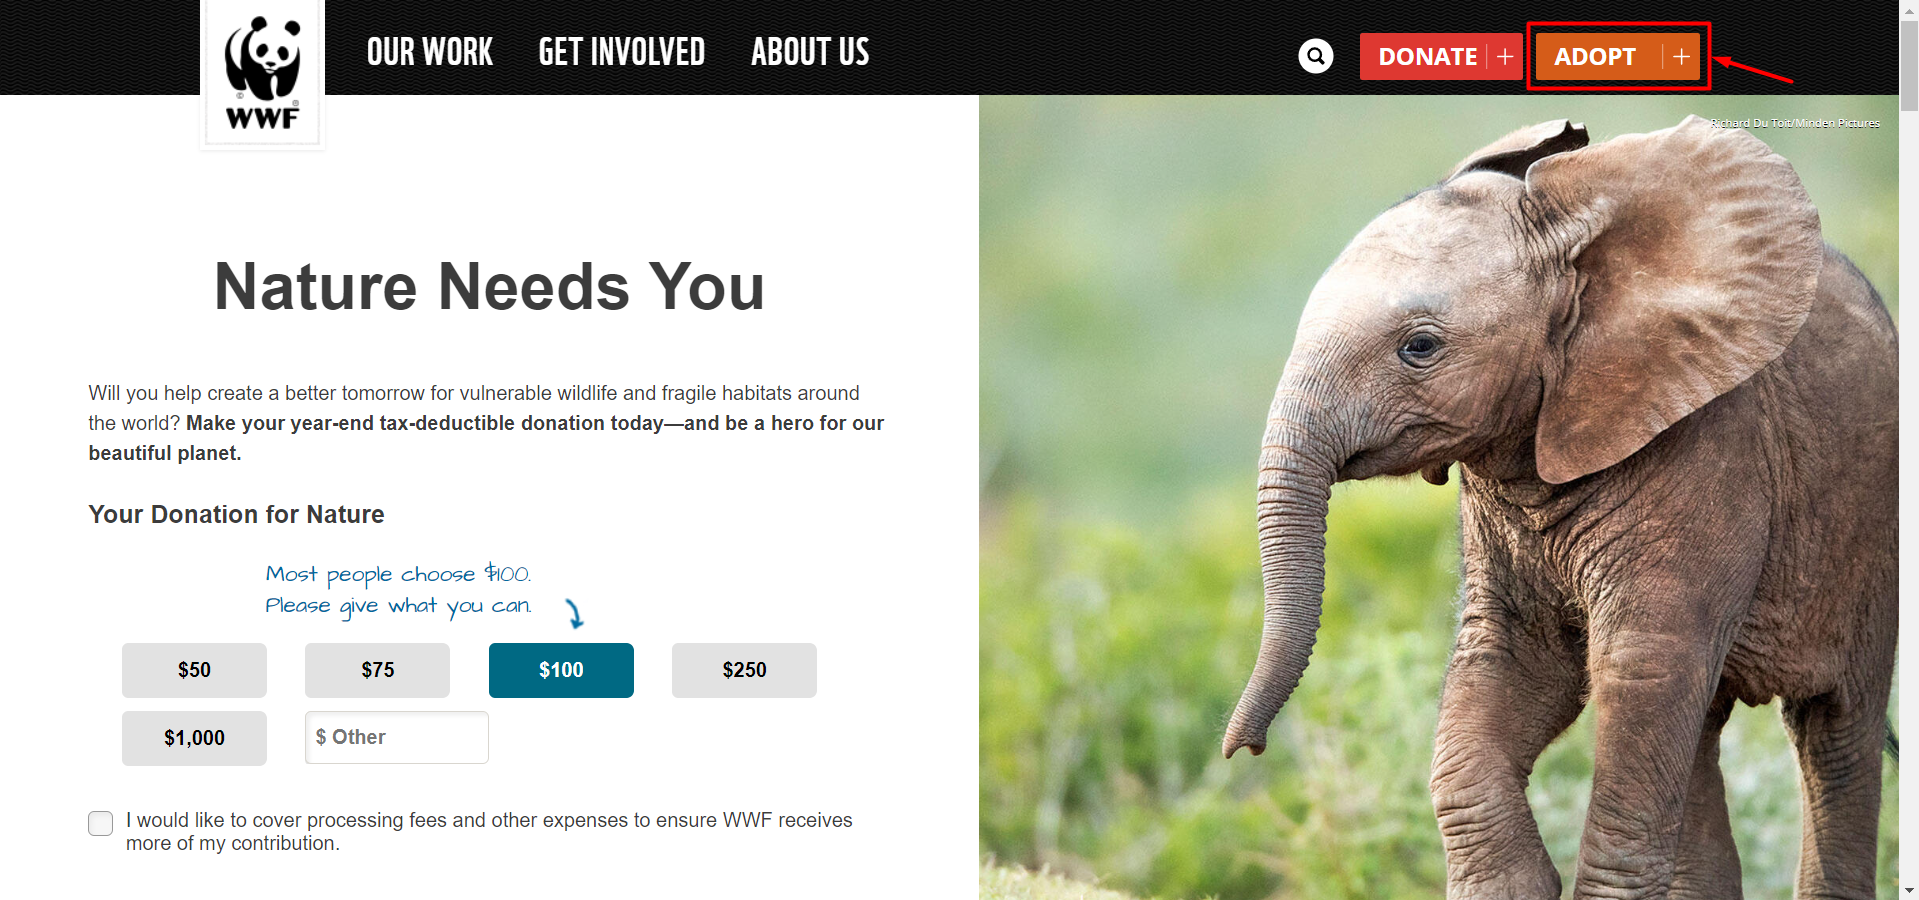 OUR WORK GET INVOLVED ABOUT US DONATE + ADOPT +
© ®
WWF
Richard Du Toit/Minden Pictures
Nature Needs You
Will you help create a better tomorrow for vulnerable wildlife and fragile habitats around
the world? Make your year-end tax-deductible donation today—and be a hero for our
beautiful planet.
Your Donation for Nature
Most people choose $100.
Please give what you can.
$50 $75 $100 $250
$1,000 $ Other
I would like to cover processing fees and other expenses to ensure WWF receives
more of my contribution.